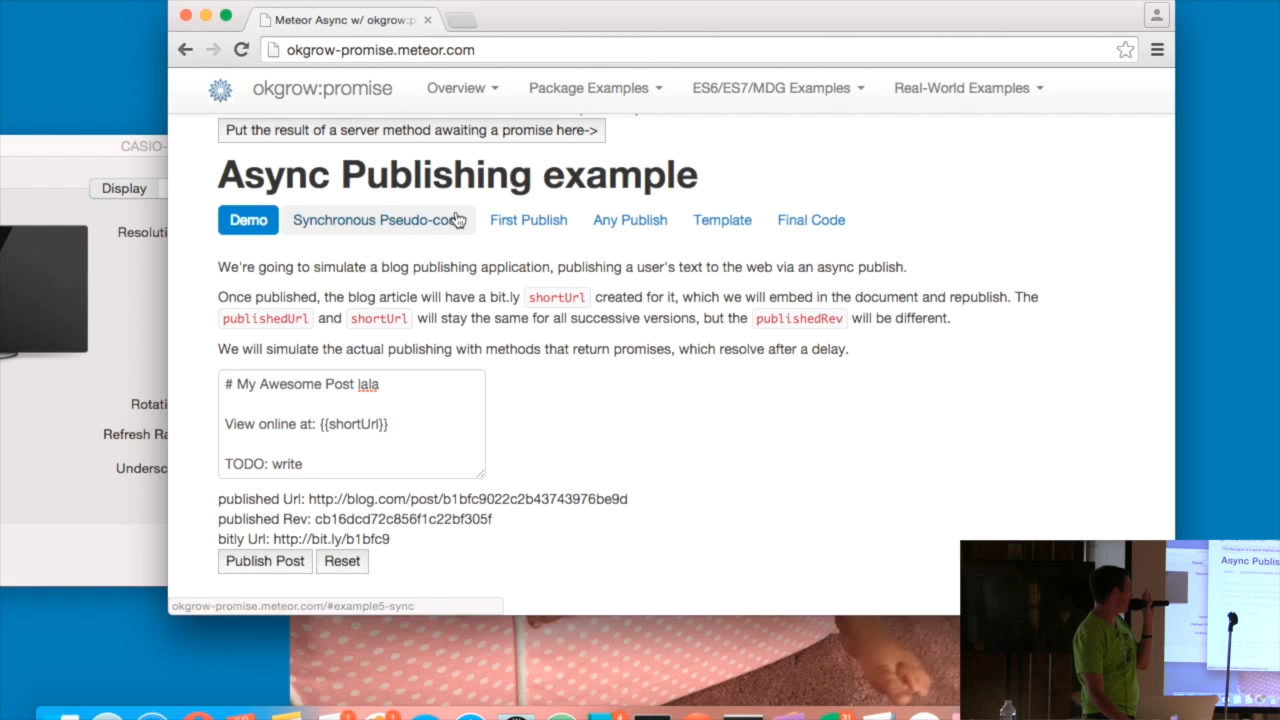 Meteor Async w/ okgrow:p
okgrow-promise.meteor.com
okgrow:promise Overview Package Examples ES6/ES7/MDG Examples Real-World Examples
CASIO-
Display
Put the result of a server method awaiting a promise here->
Async Publishing example
Demo Synchronous Pseudo-code First Publish Any Publish Template Final Code
Resoluti
We're going to simulate a blog publishing application, publishing a user's text to the web via an async publish.
Once published, the blog article will have a bit.ly shortUrl created for it, which we will embed in the document and republish. The
publishedUrl and shortUrl will stay the same for all successive versions, but the publishedRev will be different.
We will simulate the actual publishing with methods that return promises, which resolve after a delay.
# My Awesome Post lala
Rotati
View online at: {{shortUrl}}
Refresh Ra
TODO: write
Undersc
published Url: http://blog.com/post/b1bfc9022c2b43743976be9d
published Rev: cb16dcd72c856f1c22bf305f
bitly Url: http://bit.ly/b1bfc9
Publish Post Reset
okgrow-promise.meteor.com/#example5-sync
Async Publis